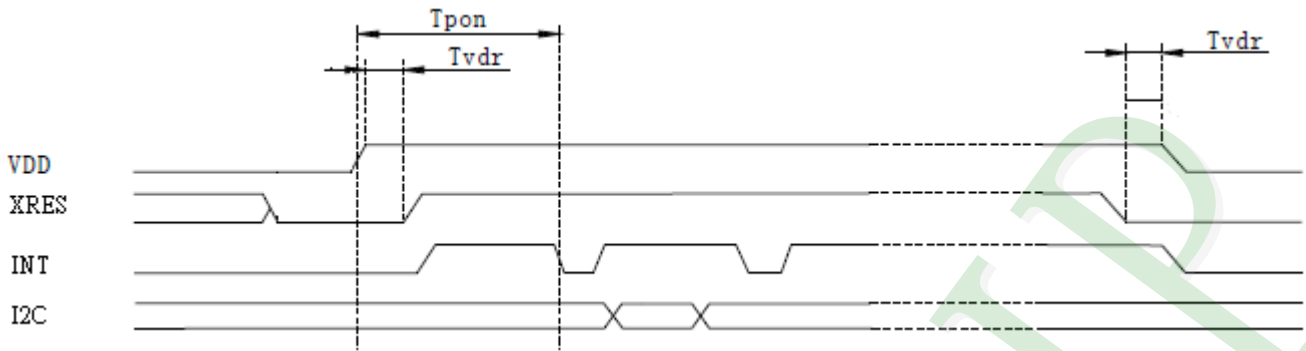 Tpon
Tvdr
Tvdr
VDD
XRES
INT
I2C